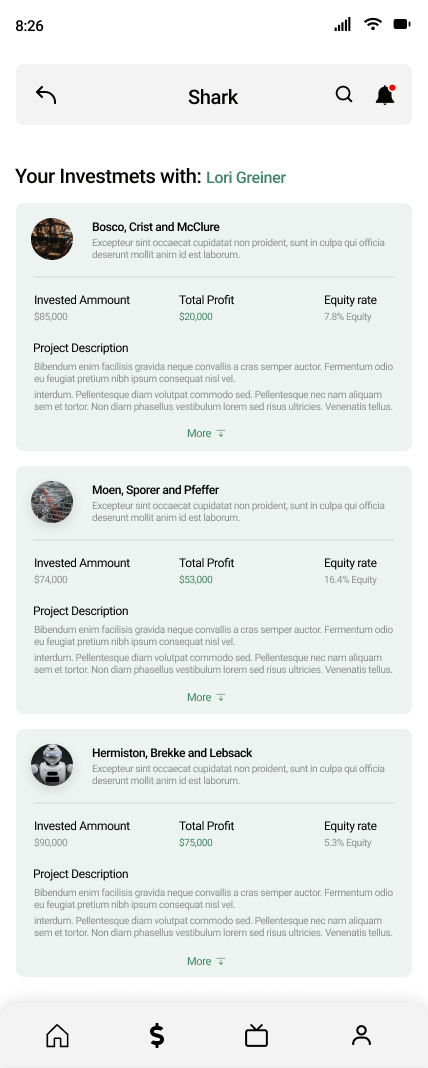 8:26
Shark
Your Investmets with: Lori Greiner
Bosco, Crist and McClure
Excepteur sint occaecat cupidatat non proident, sunt in culpa qui officia
deserunt mollit anim id est laborum.
Invested Ammount Total Profit Equity rate
$85,000 $20,000 7.8% Equity
Project Description
Bibendum enim facilisis gravida neque convallis a cras semper auctor. Fermentum odio
eu feugiat pretium nibh ipsum consequat nisl vel.
interdum. Pellentesque diam volutpat commodo sed. Pellentesque nec nam aliquam
sem et tortor. Non diam phasellus vestibulum lorem sed risus ultricies. Venenatis tellus.
More
Moen, Sporer and Pfeffer
Excepteur sint occaecat cupidatat non proident, sunt in culpa qui officia
deserunt mollit anim id est laborum.
Invested Ammount Total Profit Equity rate
$74,000 $53,000 16.4% Equity
Project Description
Bibendum enim facilisis gravida neque convallis a cras semper auctor. Fermentum odio
eu feugiat pretium nibh ipsum consequat nisl vel.
interdum. Pellentesque diam volutpat commodo sed. Pellentesque nec nam aliquam
sem et tortor. Non diam phasellus vestibulum lorem sed risus ultricies. Venenatis tellus.
More
Hermiston, Brekke and Lebsack
Excepteur sint occaecat cupidatat non proident, sunt in culpa qui officia
deserunt mollit anim id est laborum.
Invested Ammount Total Profit Equity rate
$90,000 $75,000 5.3% Equity
Project Description
Bibendum enim facilisis gravida neque convallis a cras semper auctor. Fermentum odio
eu feugiat pretium nibh ipsum consequat nisl vel.
interdum. Pellentesque diam volutpat commodo sed. Pellentesque nec nam aliquam
sem et tortor. Non diam phasellus vestibulum lorem sed risus ultricies. Venenatis tellus.
More